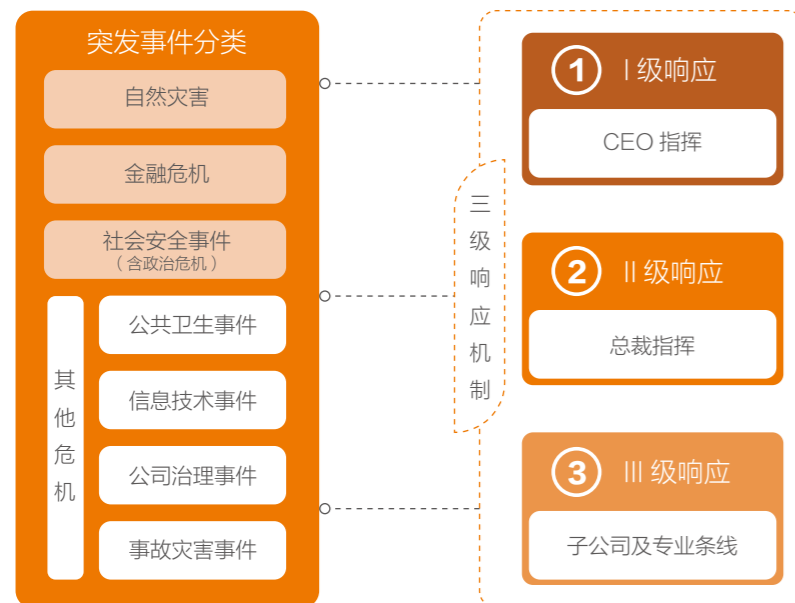 突发事件分类
自然灾害
金融危机
社会安全事件
（含政治危机）
其他危机
公共卫生事件
信息技术事件
公司治理事件
事故灾害事件
三级响应机制
1 I 级响应
CEO 指挥
2 II 级响应
总裁指挥
3 III 级响应
子公司及专业条线